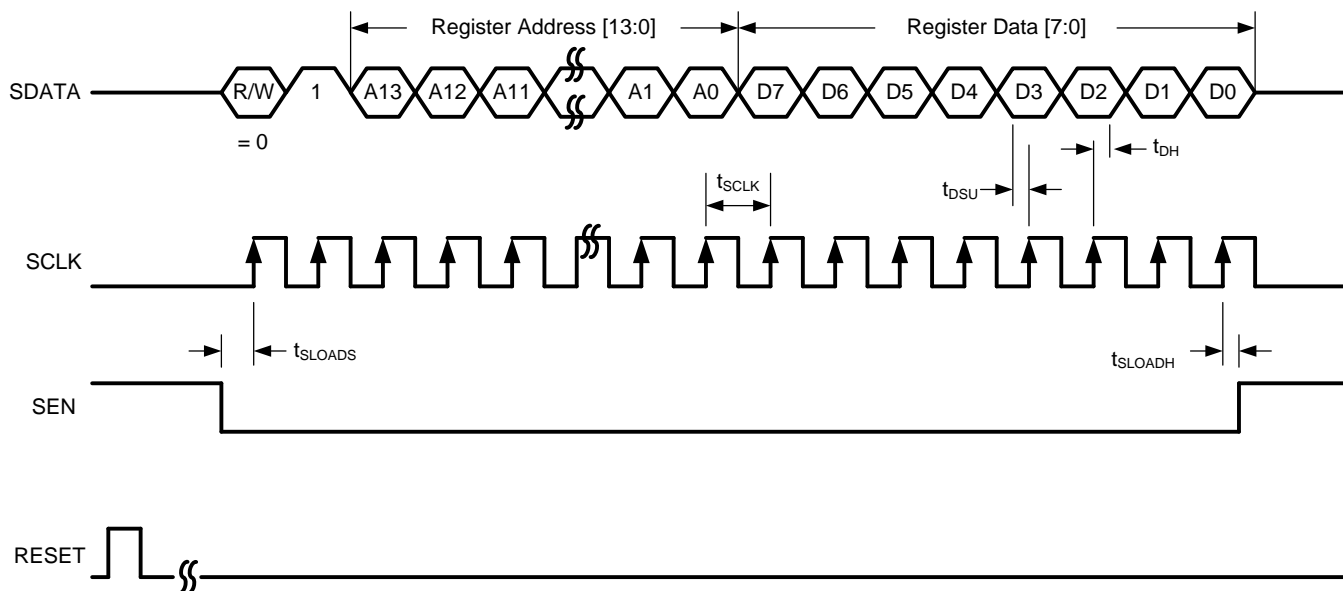 Register Address [13:0]
Register Data [7:0]
SDATA
R/W
1
A13
A12
A11
A1
A0
D7
D6
D5
D4
D3
D2
D1
D0
= 0
tDH
tSCLK
tDSU
SCLK
tSLOADS
tSLOADH
SEN
RESET